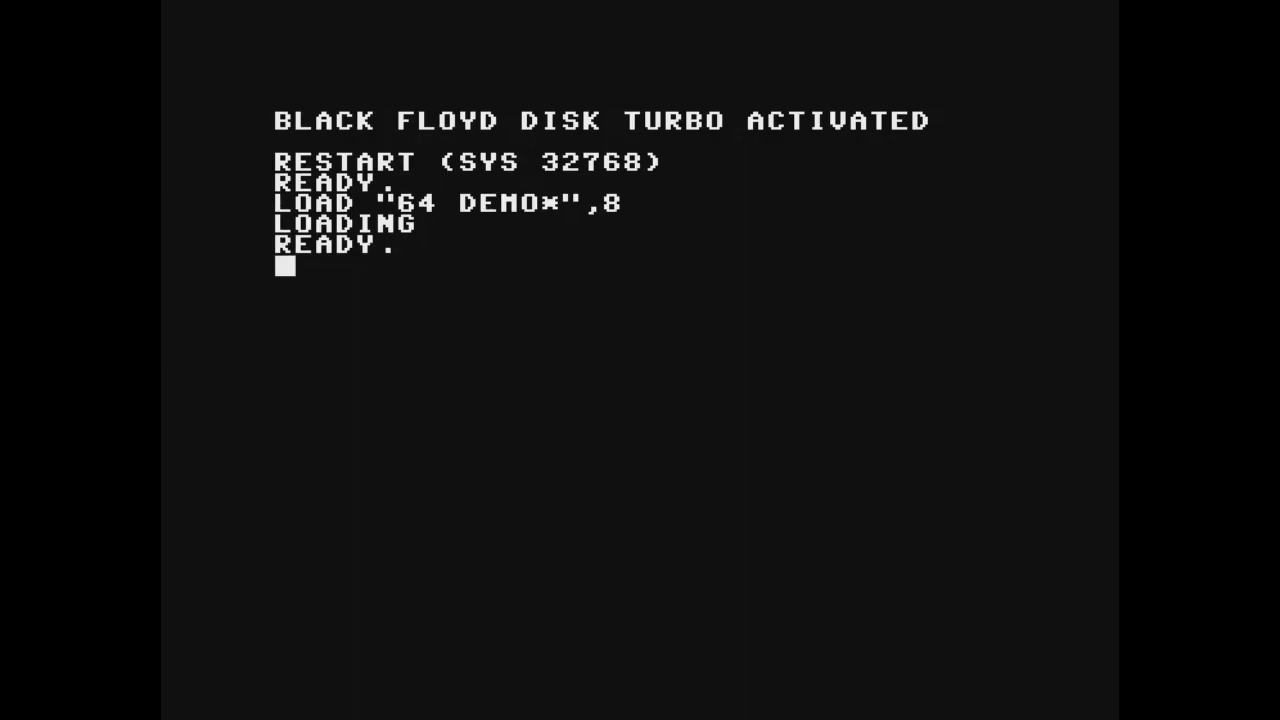 BLACK FLOYD DISK TURBO ACTIVATED
RESTART (SYS 32768)
READY.
LOAD "64 DEMO*",8
LOADING
READY.